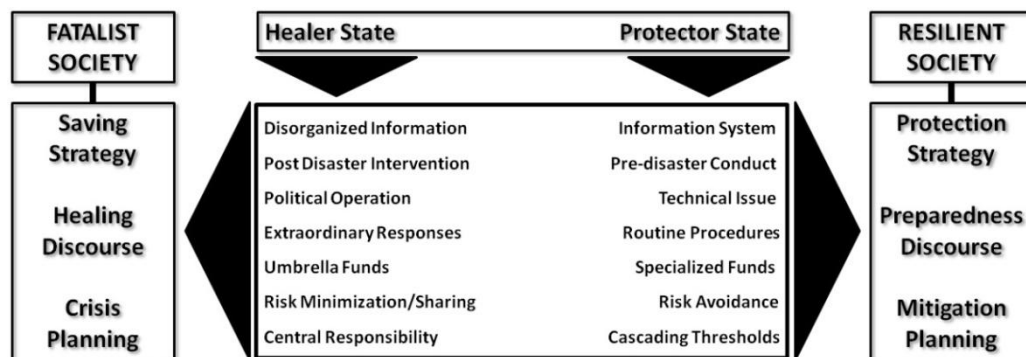 FATALIST
SOCIETY
Healer State
Protector State
RESILIENT
SOCIETY
Saving
Strategy
Healing
Discourse
Crisis
Planning
Disorganized Information
Information System
Post Disaster Intervention
Pre-disaster Conduct
Political Operation
Technical Issue
Extraordinary Responses
Routine Procedures
Umbrella Funds
Specialized Funds
Risk Minimization/Sharing
Risk Avoidance
Central Responsibility
Cascading Thresholds
Protection
Strategy
Preparedness
Discourse
Mitigation
Planning